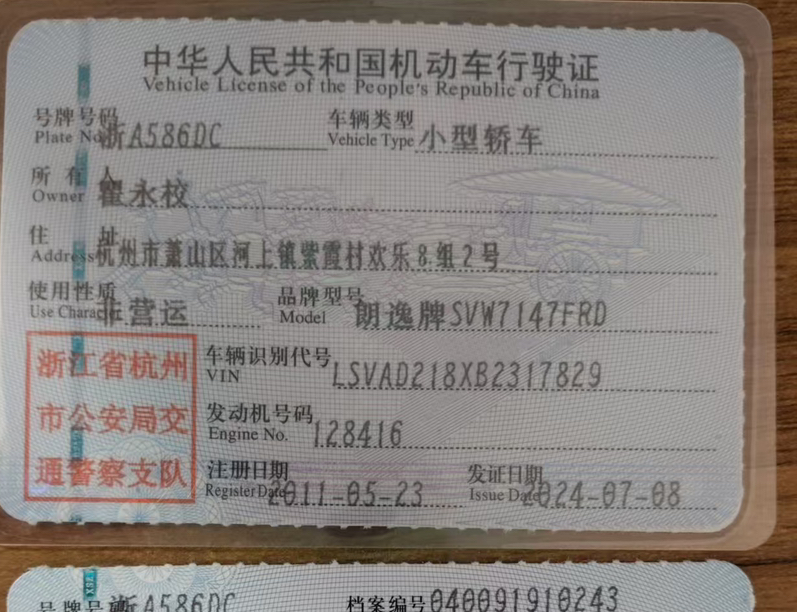 中华人民共和国机动车行驶证
Vehicle License of the People's Republic of China
号牌号码 浙A586DC 车辆类型 小型轿车
Plate No. Vehicle Type
所有人 瞿永校
Owner
住址 杭州市萧山区河上镇紫霞村欢乐8组2号
Address
使用性质 非营运 品牌型号 朗逸牌SVW7147FRD
Use Character Model
浙江省杭州
市公安局交
通警察支队
车辆识别代号 LSVAD218XB2317829
VIN
发动机号码 128416
Engine No.
注册日期 2011-05-23 发证日期 2024-07-08
Register Date Issue Date
号牌号码 浙A586DC 档案编号 040091910243